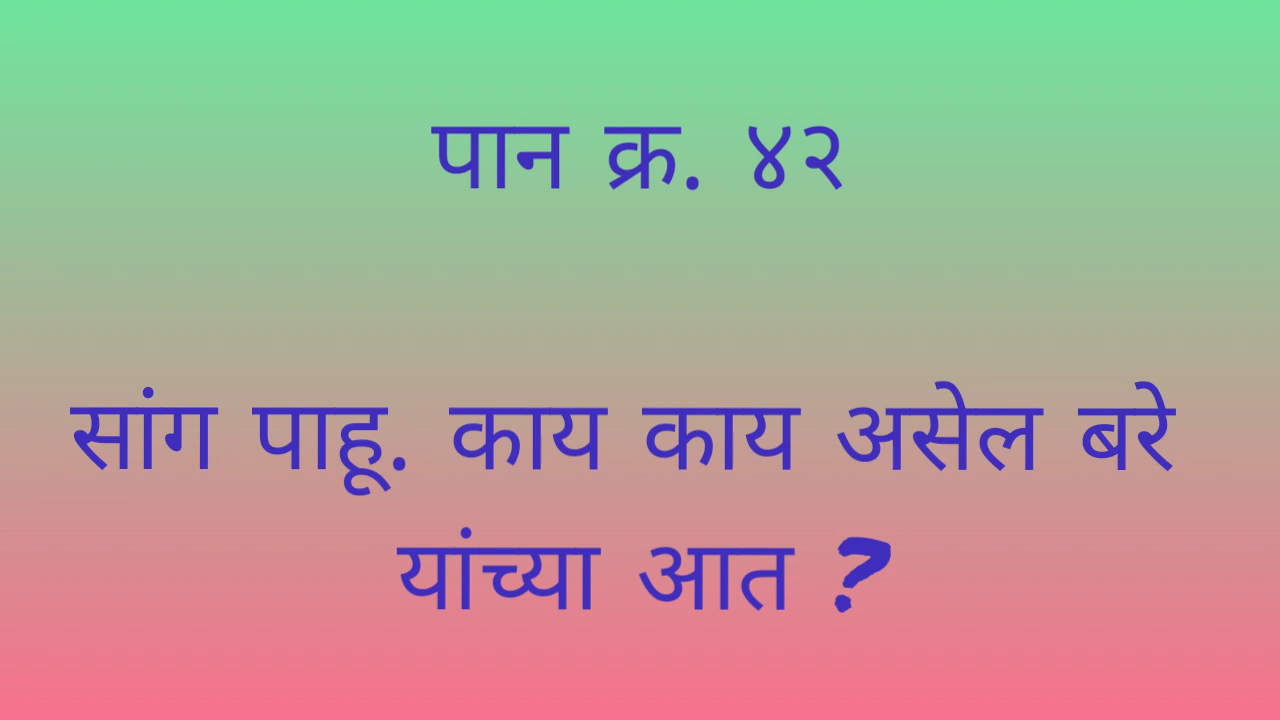 पान क्र. ४२
सांग पाहू. काय काय असेल बरे
यांच्या आत ?